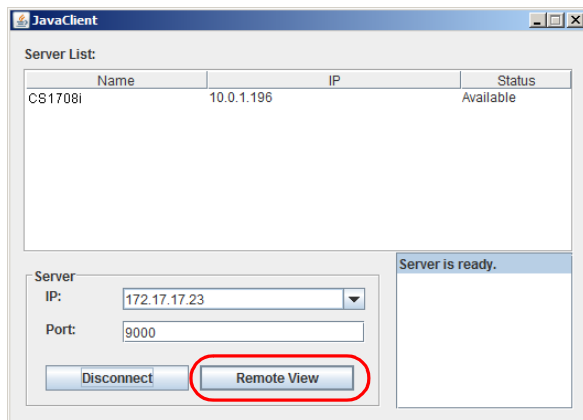 JavaClient
Server List:
Name IP Status
CS1708i 10.0.1.196 Available
Server is ready.
Server
IP: 172.17.17.23
Port: 9000
Disconnect Remote View